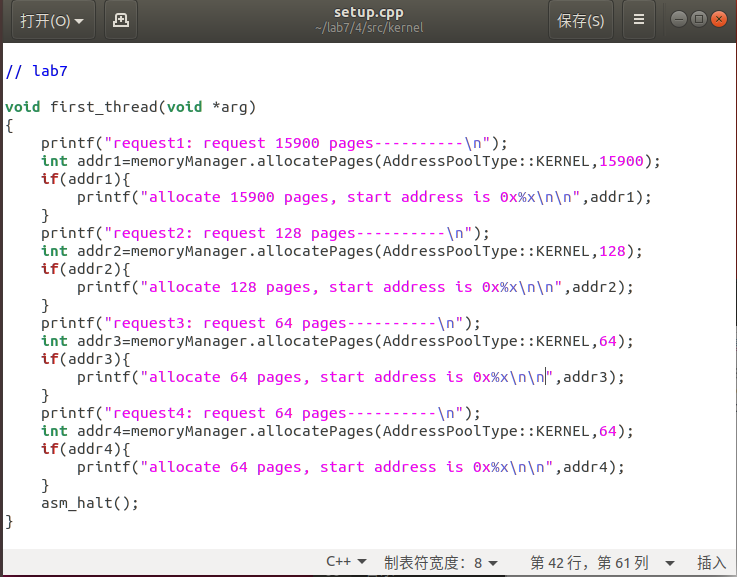 打开(O)
setup.cpp
~/lab7/4/src/kernel
保存(S)
// lab7
void first_thread(void *arg)
{
    printf("request1: request 15900 pages----------\n");
    int addr1=memoryManager.allocatePages(AddressPoolType::KERNEL,15900);
    if(addr1){
        printf("allocate 15900 pages, start address is 0x%x\n\n",addr1);
    }
    printf("request2: request 128 pages----------\n");
    int addr2=memoryManager.allocatePages(AddressPoolType::KERNEL,128);
    if(addr2){
        printf("allocate 128 pages, start address is 0x%x\n\n",addr2);
    }
    printf("request3: request 64 pages----------\n");
    int addr3=memoryManager.allocatePages(AddressPoolType::KERNEL,64);
    if(addr3){
        printf("allocate 64 pages, start address is 0x%x\n\n",addr3);
    }
    printf("request4: request 64 pages----------\n");
    int addr4=memoryManager.allocatePages(AddressPoolType::KERNEL,64);
    if(addr4){
        printf("allocate 64 pages, start address is 0x%x\n\n",addr4);
    }
    asm_halt();
}
C++ 制表符宽度：8 第 42 行，第 61 列 插入